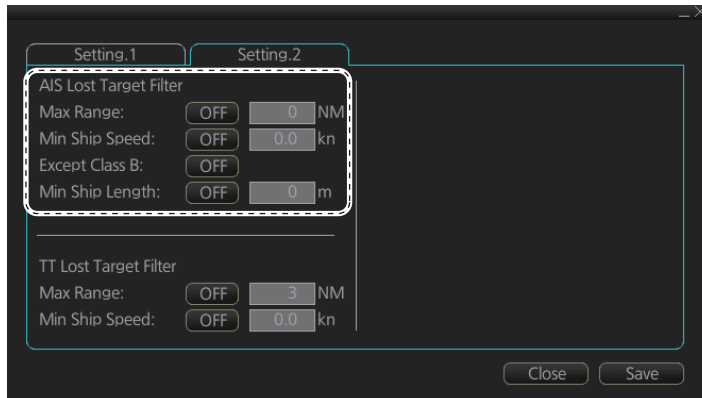 Setting.1 Setting.2
AIS Lost Target Filter
Max Range: OFF 0 NM
Min Ship Speed: OFF 0.0 kn
Except Class B: OFF
Min Ship Length: OFF 0 m
TT Lost Target Filter
Max Range: OFF 3 NM
Min Ship Speed: OFF 0.0 kn
Close Save